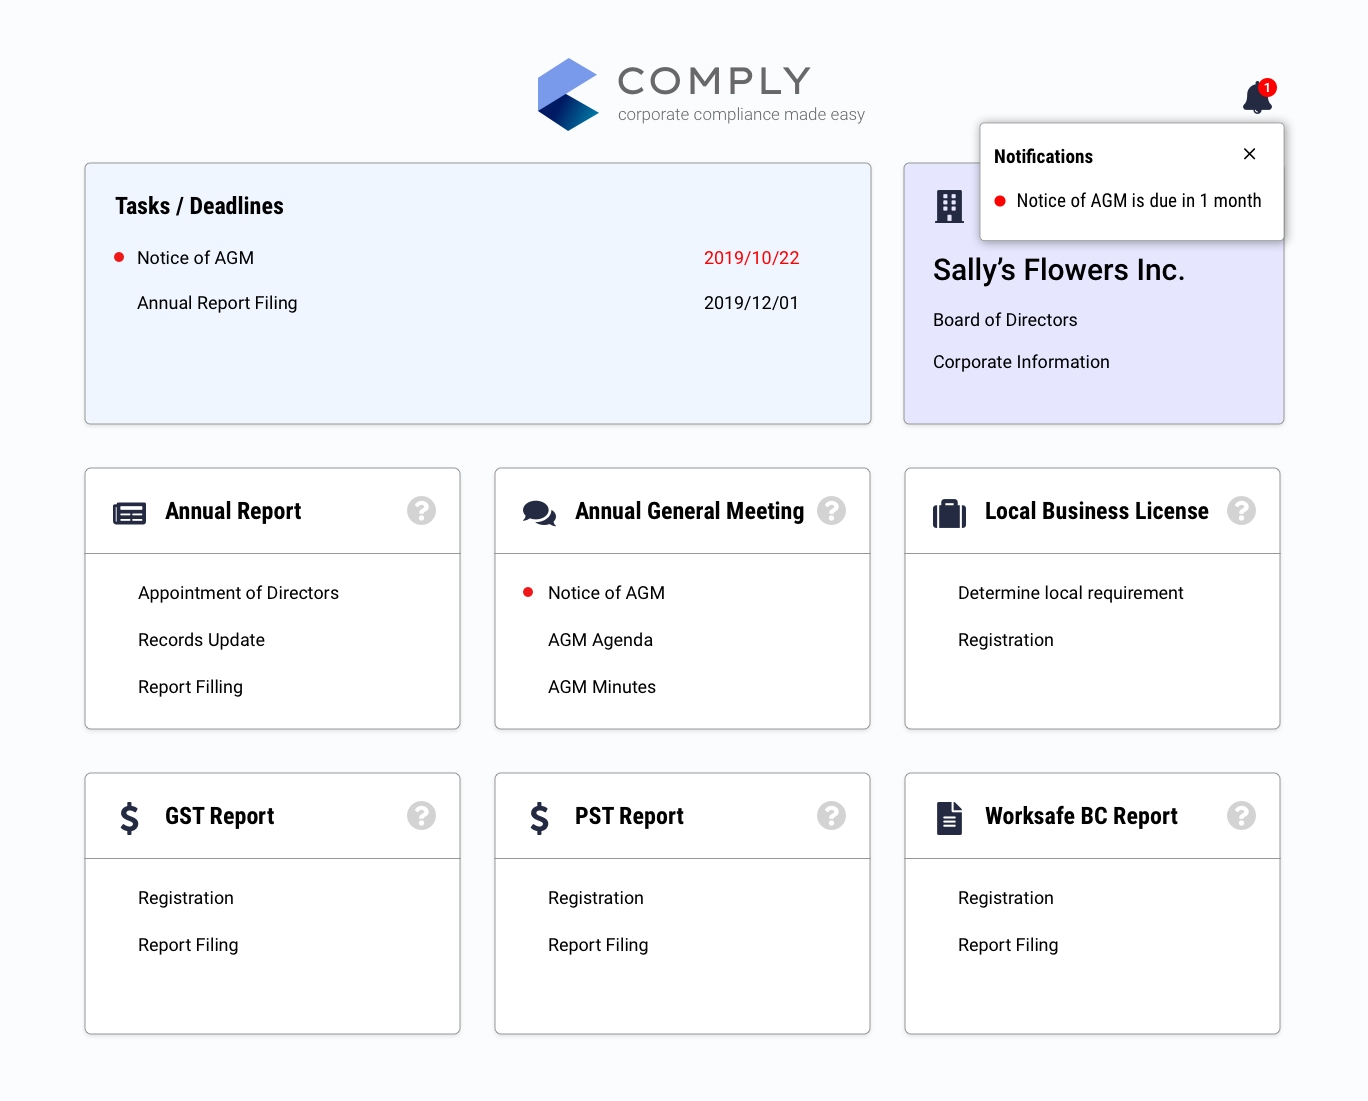 COMPLY
corporate compliance made easy
1
Notifications
Notice of AGM is due in 1 month
Tasks / Deadlines
Notice of AGM 2019/10/22
Annual Report Filing 2019/12/01
Sally’s Flowers Inc.
Board of Directors
Corporate Information
Annual Report ?
Appointment of Directors
Records Update
Report Filling
Annual General Meeting ?
Notice of AGM
AGM Agenda
AGM Minutes
Local Business License ?
Determine local requirement
Registration
$ GST Report ?
Registration
Report Filing
$ PST Report ?
Registration
Report Filing
Worksafe BC Report ?
Registration
Report Filing